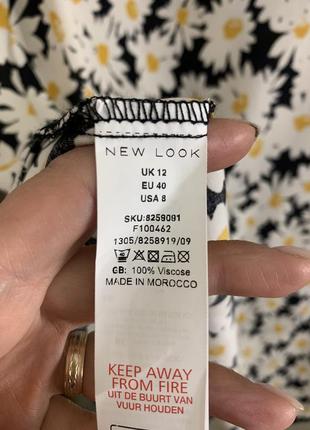 NEW LOOK
UK 12
EU 40
USA 8
SKU:8259091
F100462
1305/8258919/09
GB: 100% Viscose
MADE IN MOROCCO
KEEP AWAY
FROM FIRE
UIT DE BUURT VAN
VUUR HOUDEN